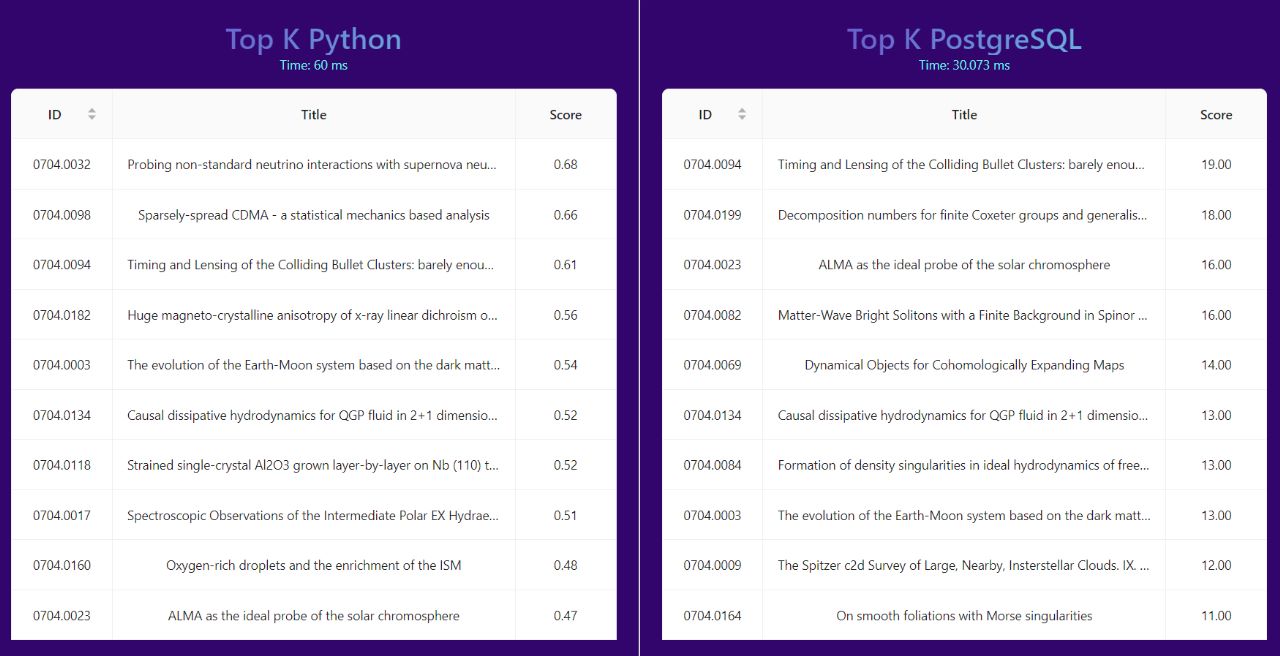 Top K Python
Time: 60 ms
ID Title Score
0704.0032 Probing non-standard neutrino interactions with supernova neu... 0.68
0704.0098 Sparsely-spread CDMA - a statistical mechanics based analysis 0.66
0704.0094 Timing and Lensing of the Colliding Bullet Clusters: barely enou... 0.61
0704.0182 Huge magneto-crystalline anisotropy of x-ray linear dichroism o... 0.56
0704.0003 The evolution of the Earth-Moon system based on the dark matt... 0.54
0704.0134 Causal dissipative hydrodynamics for QGP fluid in 2+1 dimensio... 0.52
0704.0118 Strained single-crystal Al2O3 grown layer-by-layer on Nb (110) t... 0.52
0704.0017 Spectroscopic Observations of the Intermediate Polar EX Hydrae... 0.51
0704.0160 Oxygen-rich droplets and the enrichment of the ISM 0.48
0704.0023 ALMA as the ideal probe of the solar chromosphere 0.47
Top K PostgreSQL
Time: 30.073 ms
ID Title Score
0704.0094 Timing and Lensing of the Colliding Bullet Clusters: barely enou... 19.00
0704.0199 Decomposition numbers for finite Coxeter groups and generalis... 18.00
0704.0023 ALMA as the ideal probe of the solar chromosphere 16.00
0704.0082 Matter-Wave Bright Solitons with a Finite Background in Spinor ... 16.00
0704.0069 Dynamical Objects for Cohomologically Expanding Maps 14.00
0704.0134 Causal dissipative hydrodynamics for QGP fluid in 2+1 dimensio... 13.00
0704.0084 Formation of density singularities in ideal hydrodynamics of free... 13.00
0704.0003 The evolution of the Earth-Moon system based on the dark matt... 13.00
0704.0009 The Spitzer c2d Survey of Large, Nearby, Insterstellar Clouds. IX. ... 12.00
0704.0164 On smooth foliations with Morse singularities 11.00